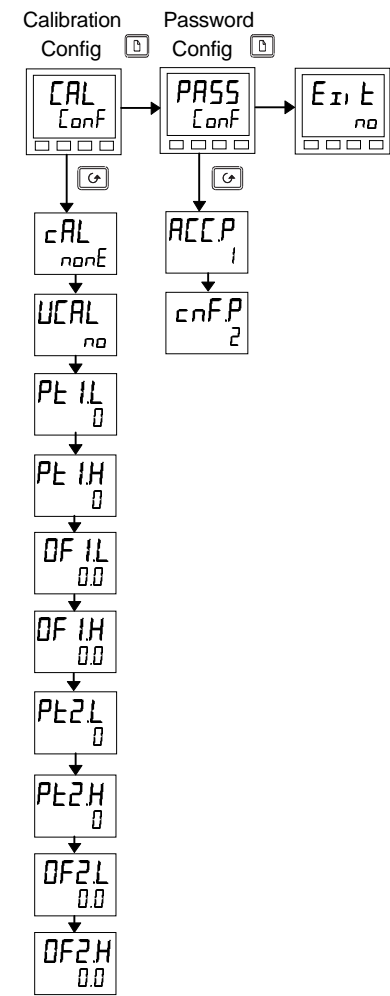 Calibration
Config
Password
Config
CAL
ConF
PASS
ConF
ExIt
no
cAL
nonE
UCAL
no
Pt1.L
0
Pt1.H
0
OF1.L
0.0
OF1.H
0.0
Pt2.L
0
Pt2.H
0
OF2.L
0.0
OF2.H
0.0
ACC.P
1
cnF.P
2